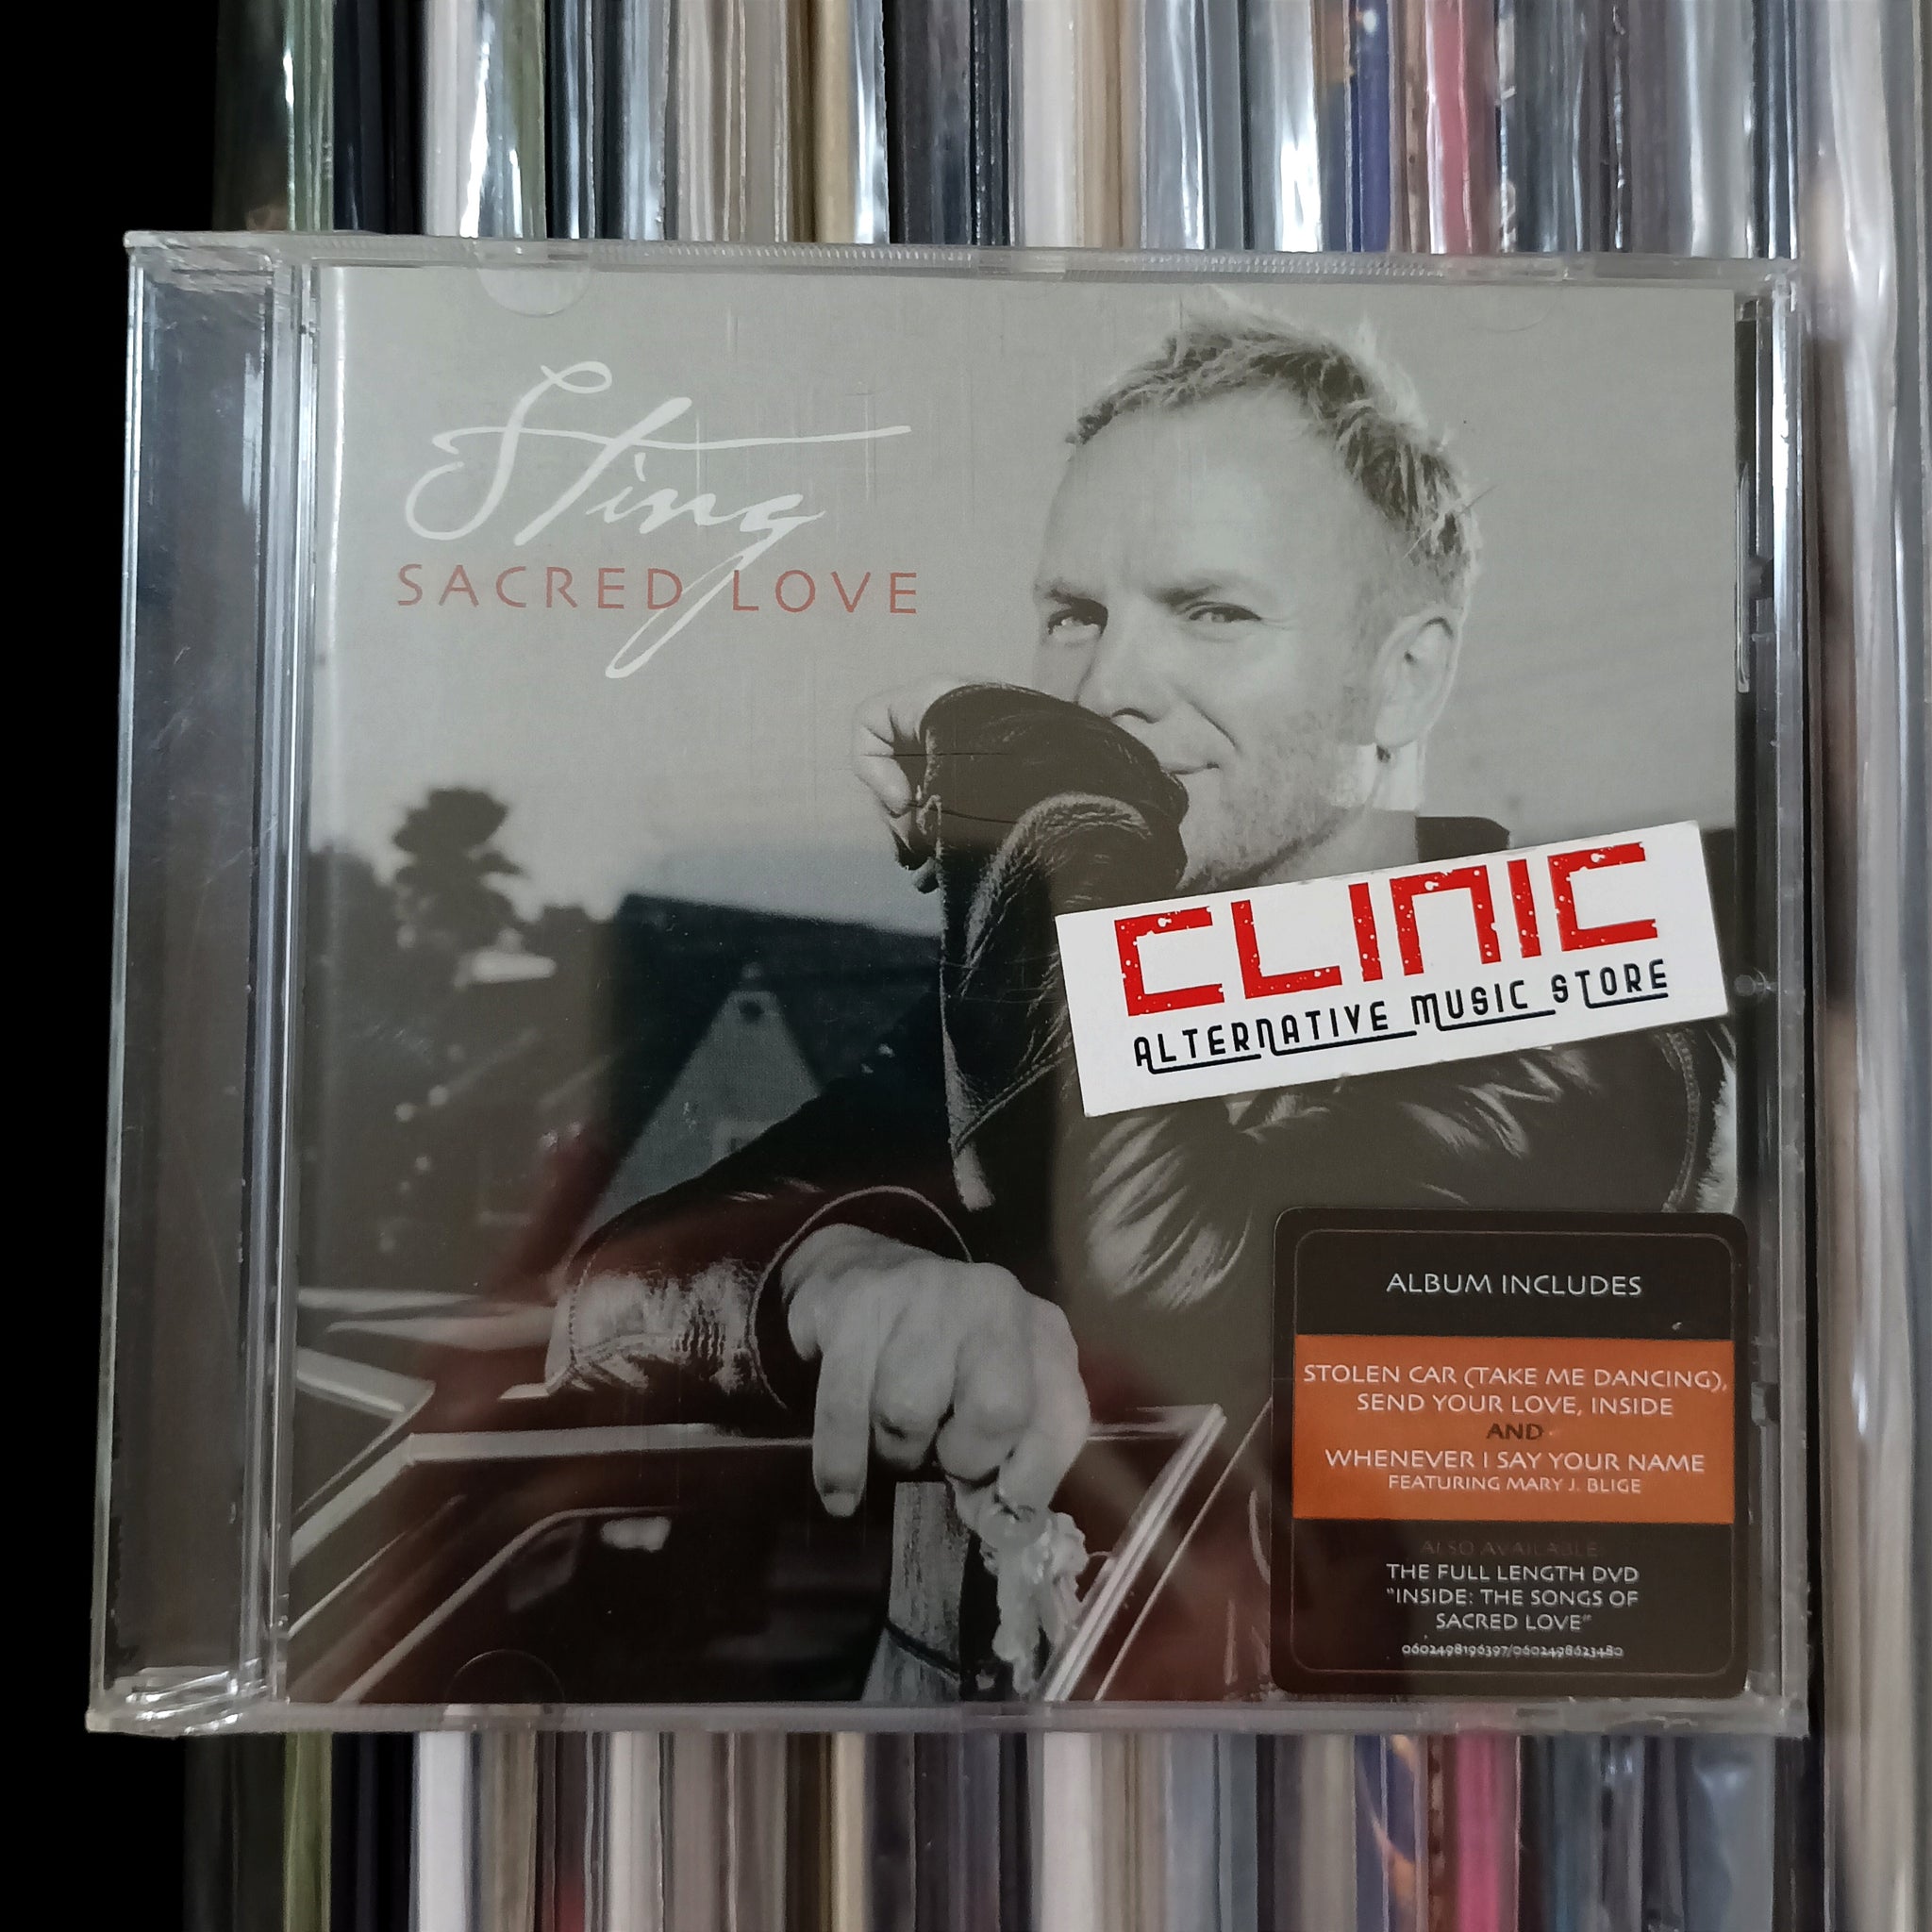 Sting
SACRED LOVE
CLINIC
ALTERNATIVE MUSIC STORE
ALBUM INCLUDES
STOLEN CAR (TAKE ME DANCING),
SEND YOUR LOVE, INSIDE
AND
WHENEVER I SAY YOUR NAME
FEATURING MARY J. BLIGE
ALSO AVAILABLE:
THE FULL LENGTH DVD
"INSIDE: THE SONGS OF
SACRED LOVE"
0602498196397/0602498623480